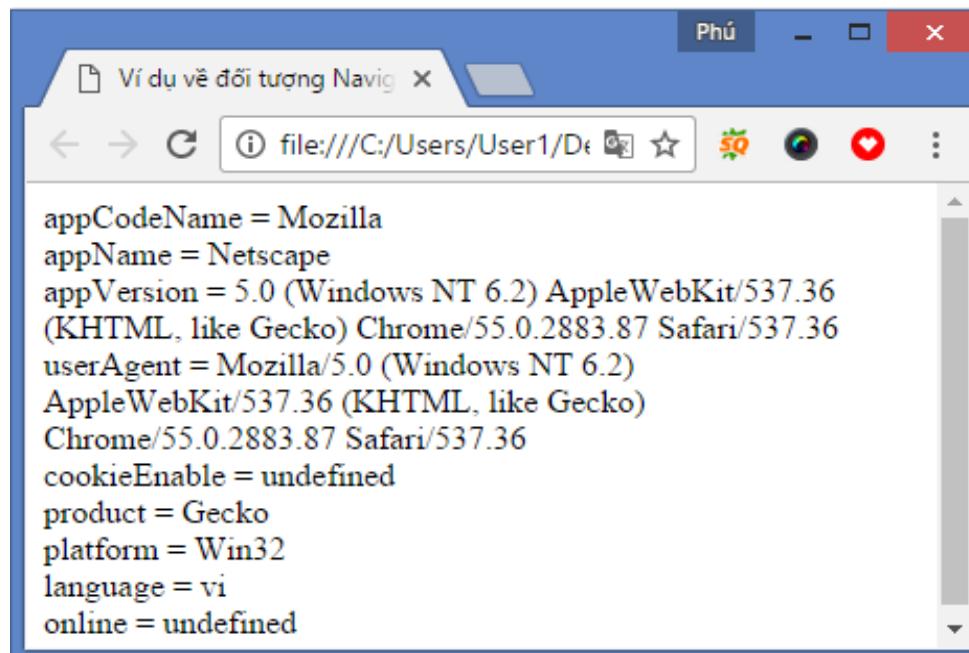 Phú
Ví dụ về đối tượng Navig
file:///C:/Users/User1/De
SQ
appCodeName = Mozilla
appName = Netscape
appVersion = 5.0 (Windows NT 6.2) AppleWebKit/537.36
(KHTML, like Gecko) Chrome/55.0.2883.87 Safari/537.36
userAgent = Mozilla/5.0 (Windows NT 6.2)
AppleWebKit/537.36 (KHTML, like Gecko)
Chrome/55.0.2883.87 Safari/537.36
cookieEnable = undefined
product = Gecko
platform = Win32
language = vi
online = undefined